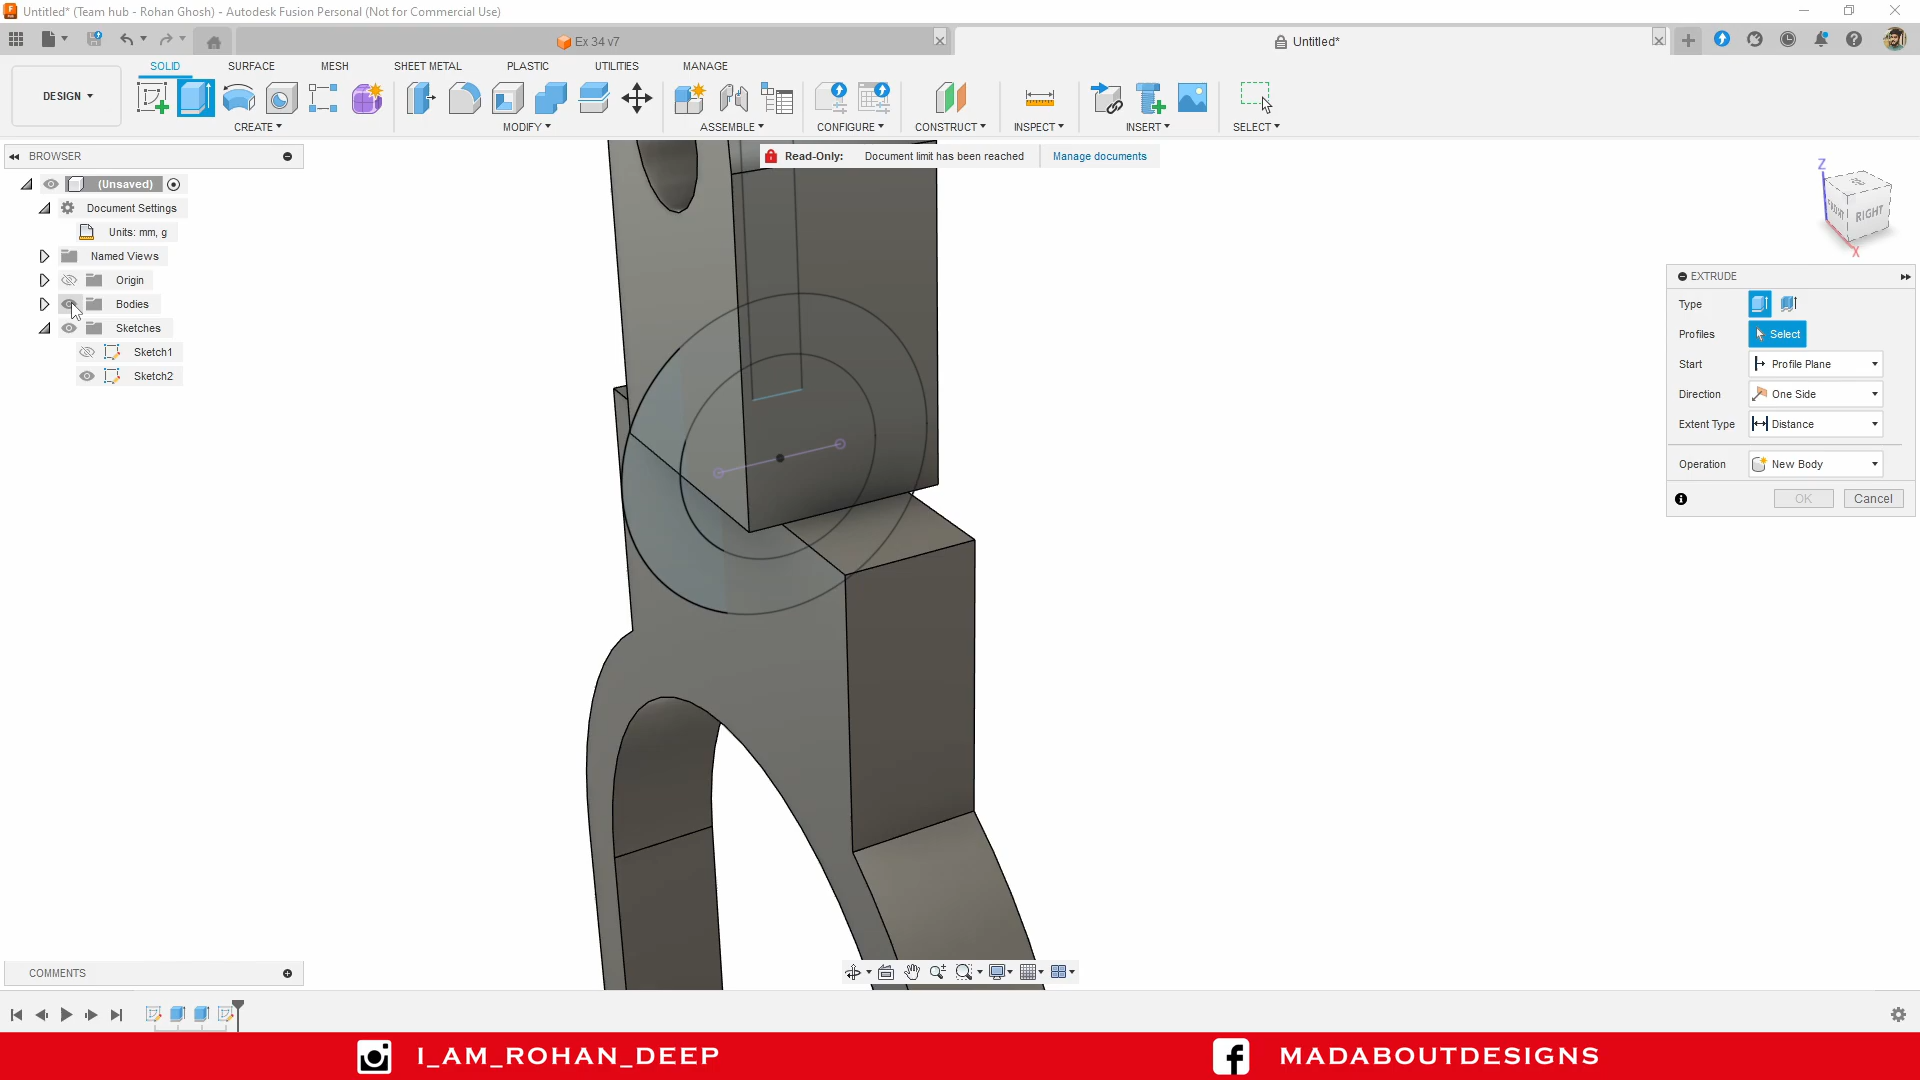 Untitled* (Team hub - Rohan Ghosh) - Autodesk Fusion Personal (Not for Commercial Use)
Ex 34 v7
Untitled*
DESIGN
SOLID SURFACE MESH SHEET METAL PLASTIC UTILITIES MANAGE
CREATE MODIFY ASSEMBLE CONFIGURE CONSTRUCT INSPECT INSERT SELECT
BROWSER
Read-Only: Document limit has been reached Manage documents
(Unsaved)
Document Settings
Units: mm, g
Named Views
Origin
Bodies
Sketches
Sketch1
Sketch2
Z
FRONT
RIGHT
X
EXTRUDE
Type
Profiles Select
Start Profile Plane
Direction One Side
Extent Type Distance
Operation New Body
OK Cancel
COMMENTS
I_AM_ROHAN_DEEP
MADABOUTDESIGNS